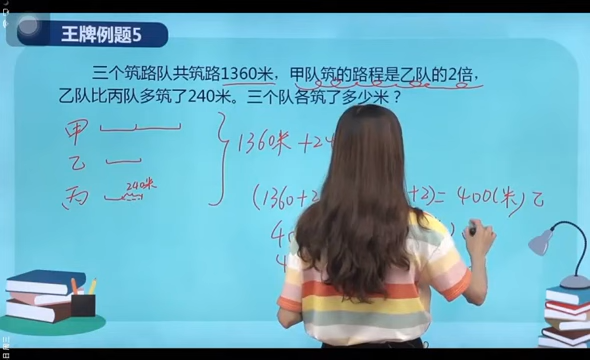 王牌例题5
三个筑路队共筑路1360米，甲队筑的路程是乙队的2倍，
乙队比丙队多筑了240米。三个队各筑了多少米？
甲
乙
丙 240米
1360米+24
(1360+2 +2)=400(米)乙
40 )
4